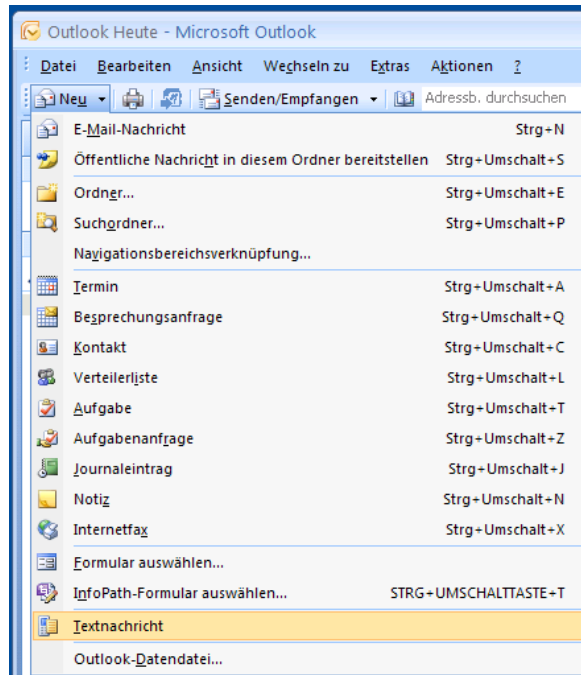 Outlook Heute - Microsoft Outlook
Datei Bearbeiten Ansicht Wechseln zu Extras Aktionen ?
Neu Senden/Empfangen Adressb. durchsuchen
E-Mail-Nachricht Strg+N
Öffentliche Nachricht in diesem Ordner bereitstellen Strg+Umschalt+S
Ordner... Strg+Umschalt+E
Suchordner... Strg+Umschalt+P
Navigationsbereichsverknüpfung...
Termin Strg+Umschalt+A
Besprechungsanfrage Strg+Umschalt+Q
Kontakt Strg+Umschalt+C
Verteilerliste Strg+Umschalt+L
Aufgabe Strg+Umschalt+T
Aufgabenanfrage Strg+Umschalt+Z
Journaleintrag Strg+Umschalt+J
Notiz Strg+Umschalt+N
Internetfax Strg+Umschalt+X
Formular auswählen...
InfoPath-Formular auswählen... STRG+UMSCHALTTASTE+T
Textnachricht
Outlook-Datendatei...